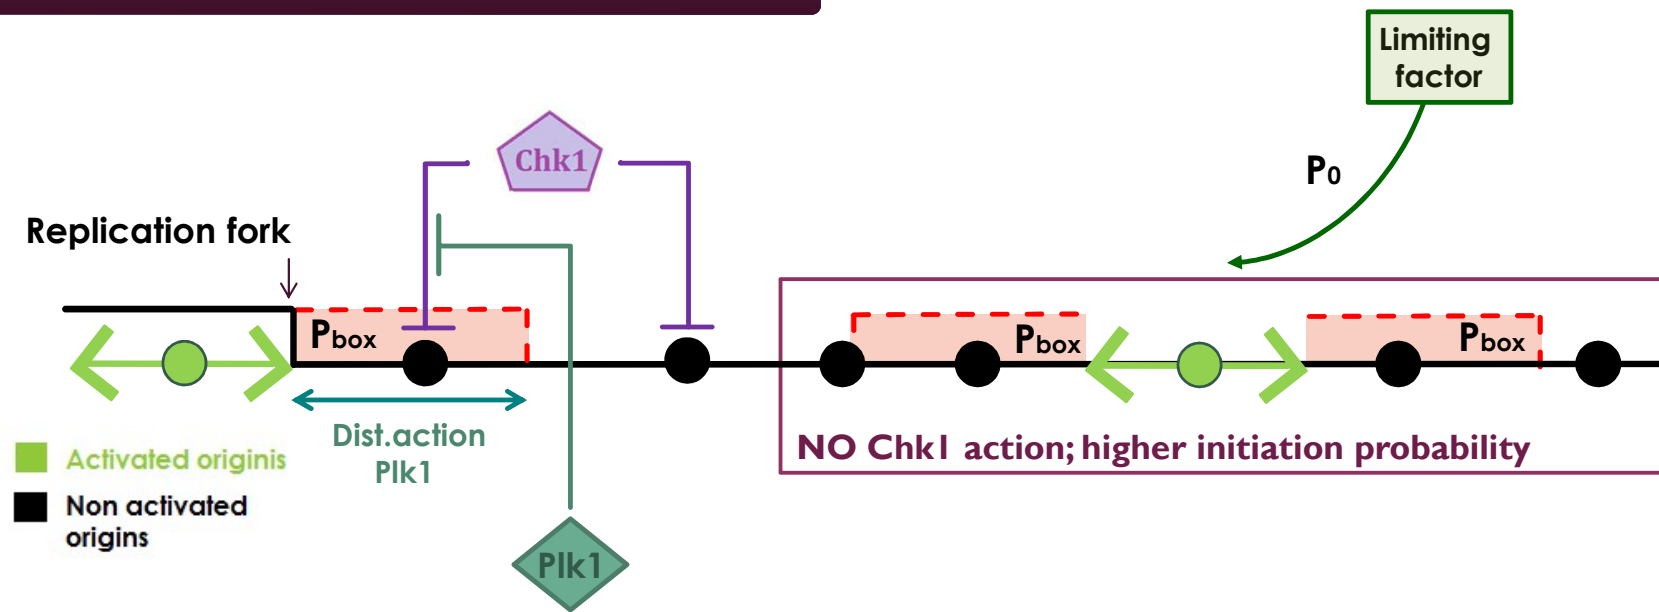 Limiting
factor
Chk1
P0
Replication fork
Pbox
Pbox
Pbox
Dist.action
Plk1
NO Chk1 action; higher initiation probability
Activated originis
Non activated
origins
Plk1